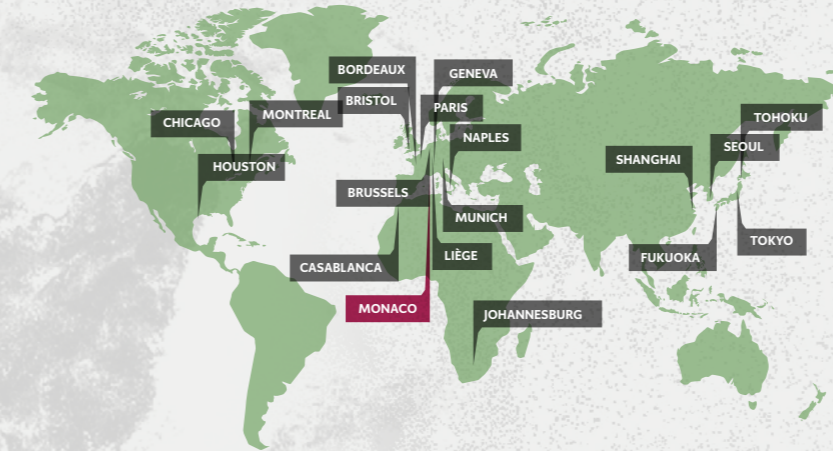 BORDEAUX
GENEVA
BRISTOL
PARIS
CHICAGO
MONTREAL
TOHOKU
NAPLES
SEOUL
HOUSTON
SHANGHAI
BRUSSELS
MUNICH
TOKYO
LIÈGE
FUKUOKA
CASABLANCA
MONACO
JOHANNESBURG